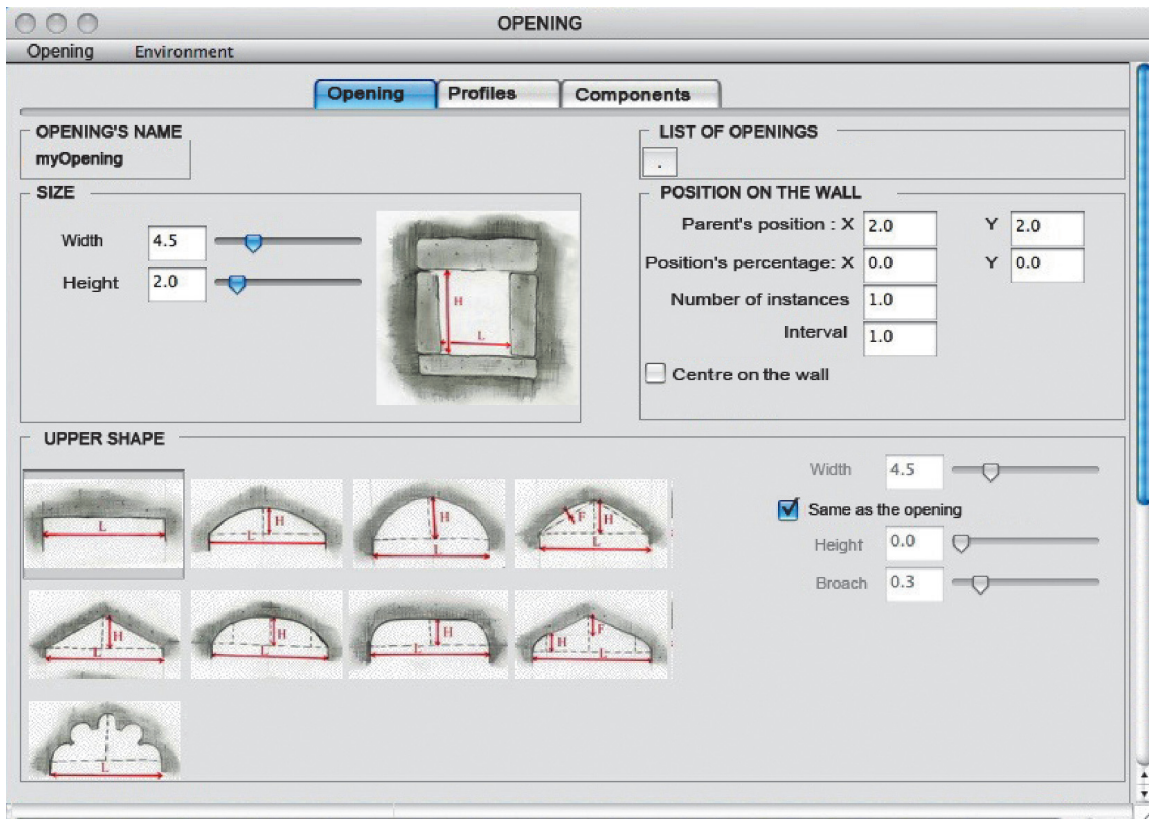 OPENING
Opening Environment
Opening Profiles Components
OPENING'S NAME
myOpening
LIST OF OPENINGS
.
SIZE
Width 4.5
Height 2.0
H
L
POSITION ON THE WALL
Parent's position : X 2.0 Y 2.0
Position's percentage: X 0.0 Y 0.0
Number of instances 1.0
Interval 1.0
Centre on the wall
UPPER SHAPE
L
H
L
H
L
F
H
L
H
L
H
L
H
L
H
F
L
L
Width 4.5
Same as the opening
Height 0.0
Broach 0.3